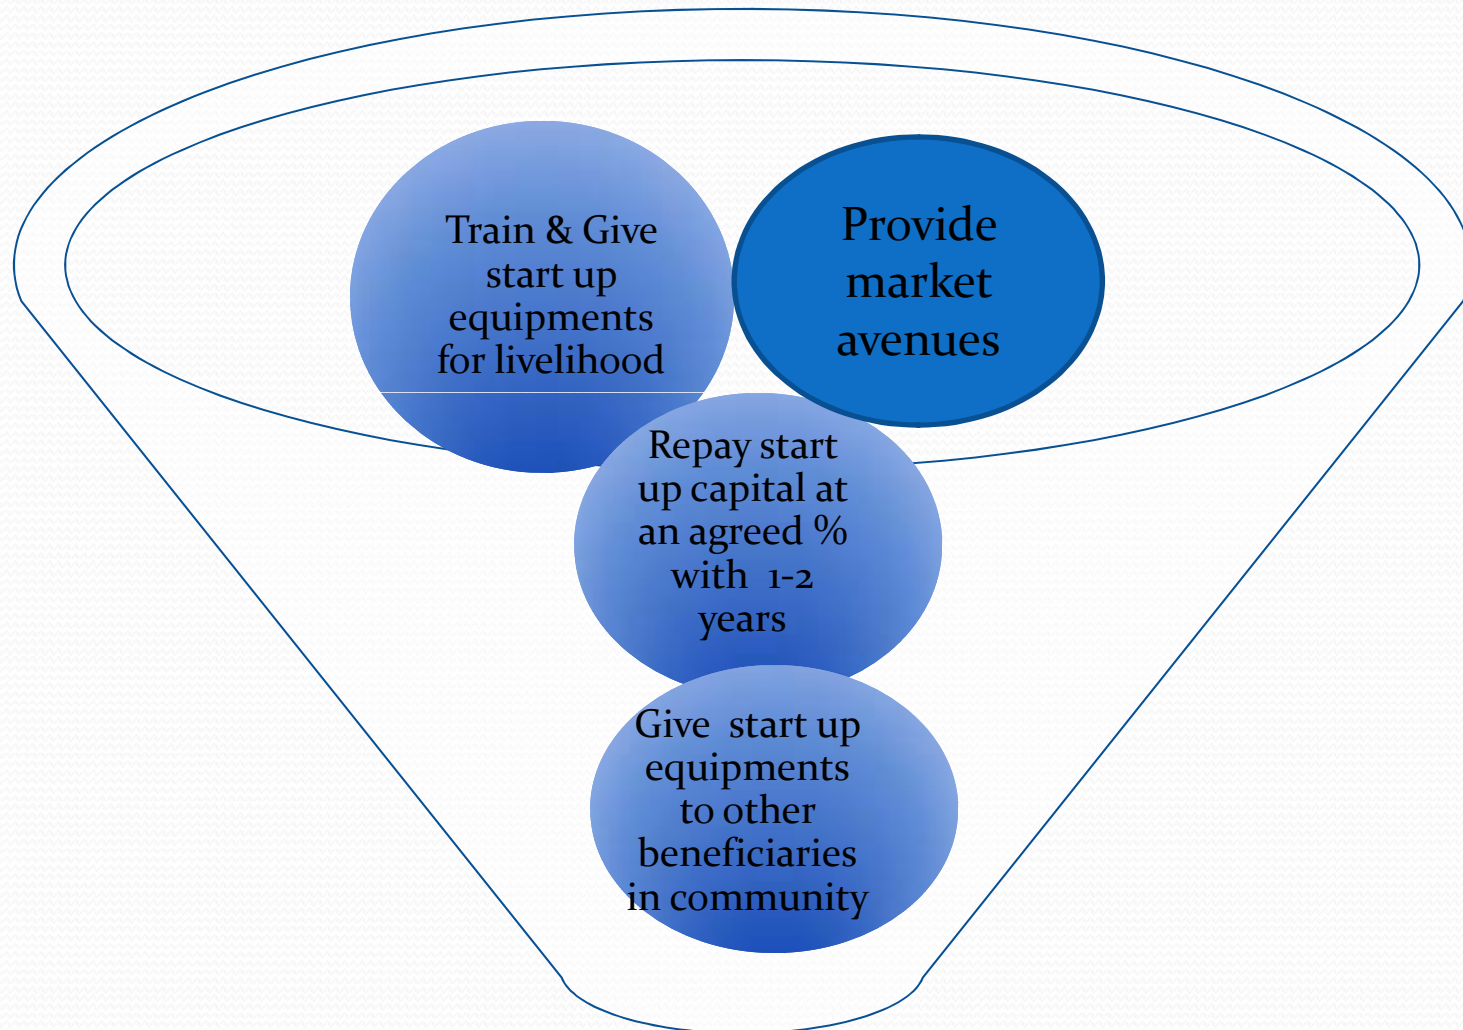 Train & Give
start up
equipments
for livelihood
Provide
market
avenues
Repay start
up capital at
an agreed %
with 1-2
years
Give start up
equipments
to other
beneficiaries
in community